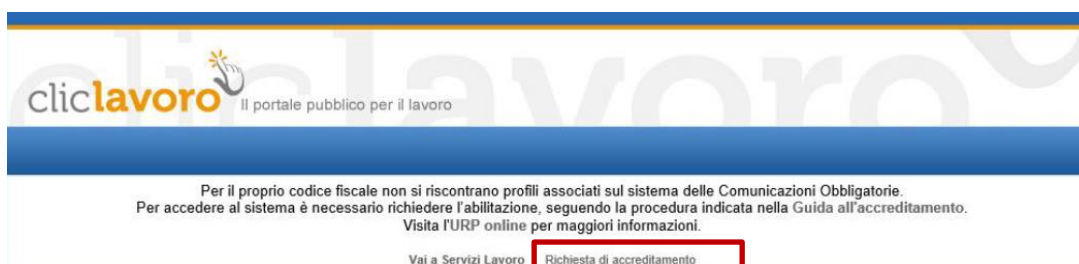 cliclavoro Il portale pubblico per il lavoro
Per il proprio codice fiscale non si riscontrano profili associati sul sistema delle Comunicazioni Obbligatorie.
Per accedere al sistema è necessario richiedere l'abilitazione, seguendo la procedura indicata nella Guida all'accreditamento.
Visita l'URP online per maggiori informazioni.
Vai a Servizi Lavoro Richiesta di accreditamento